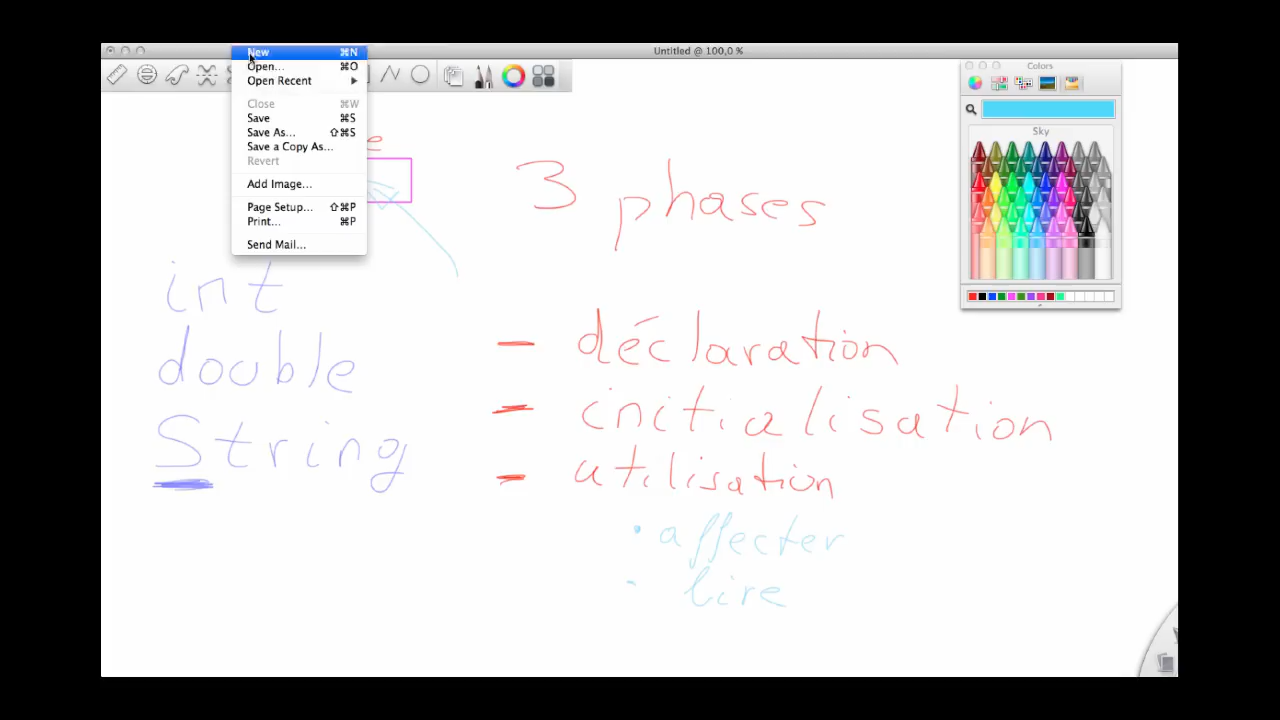 Untitled @ 100,0 %
New ⌘N
Open... ⌘O
Open Recent
Close ⌘W
Save ⌘S
Save As... ⇧⌘S
Save a Copy As...
Revert
Add Image...
Page Setup... ⇧⌘P
Print... ⌘P
Send Mail...
Colors
Sky
e
3 phases
int
double
String
- déclaration
- initialisation
- utilisation
• affecter
• lire